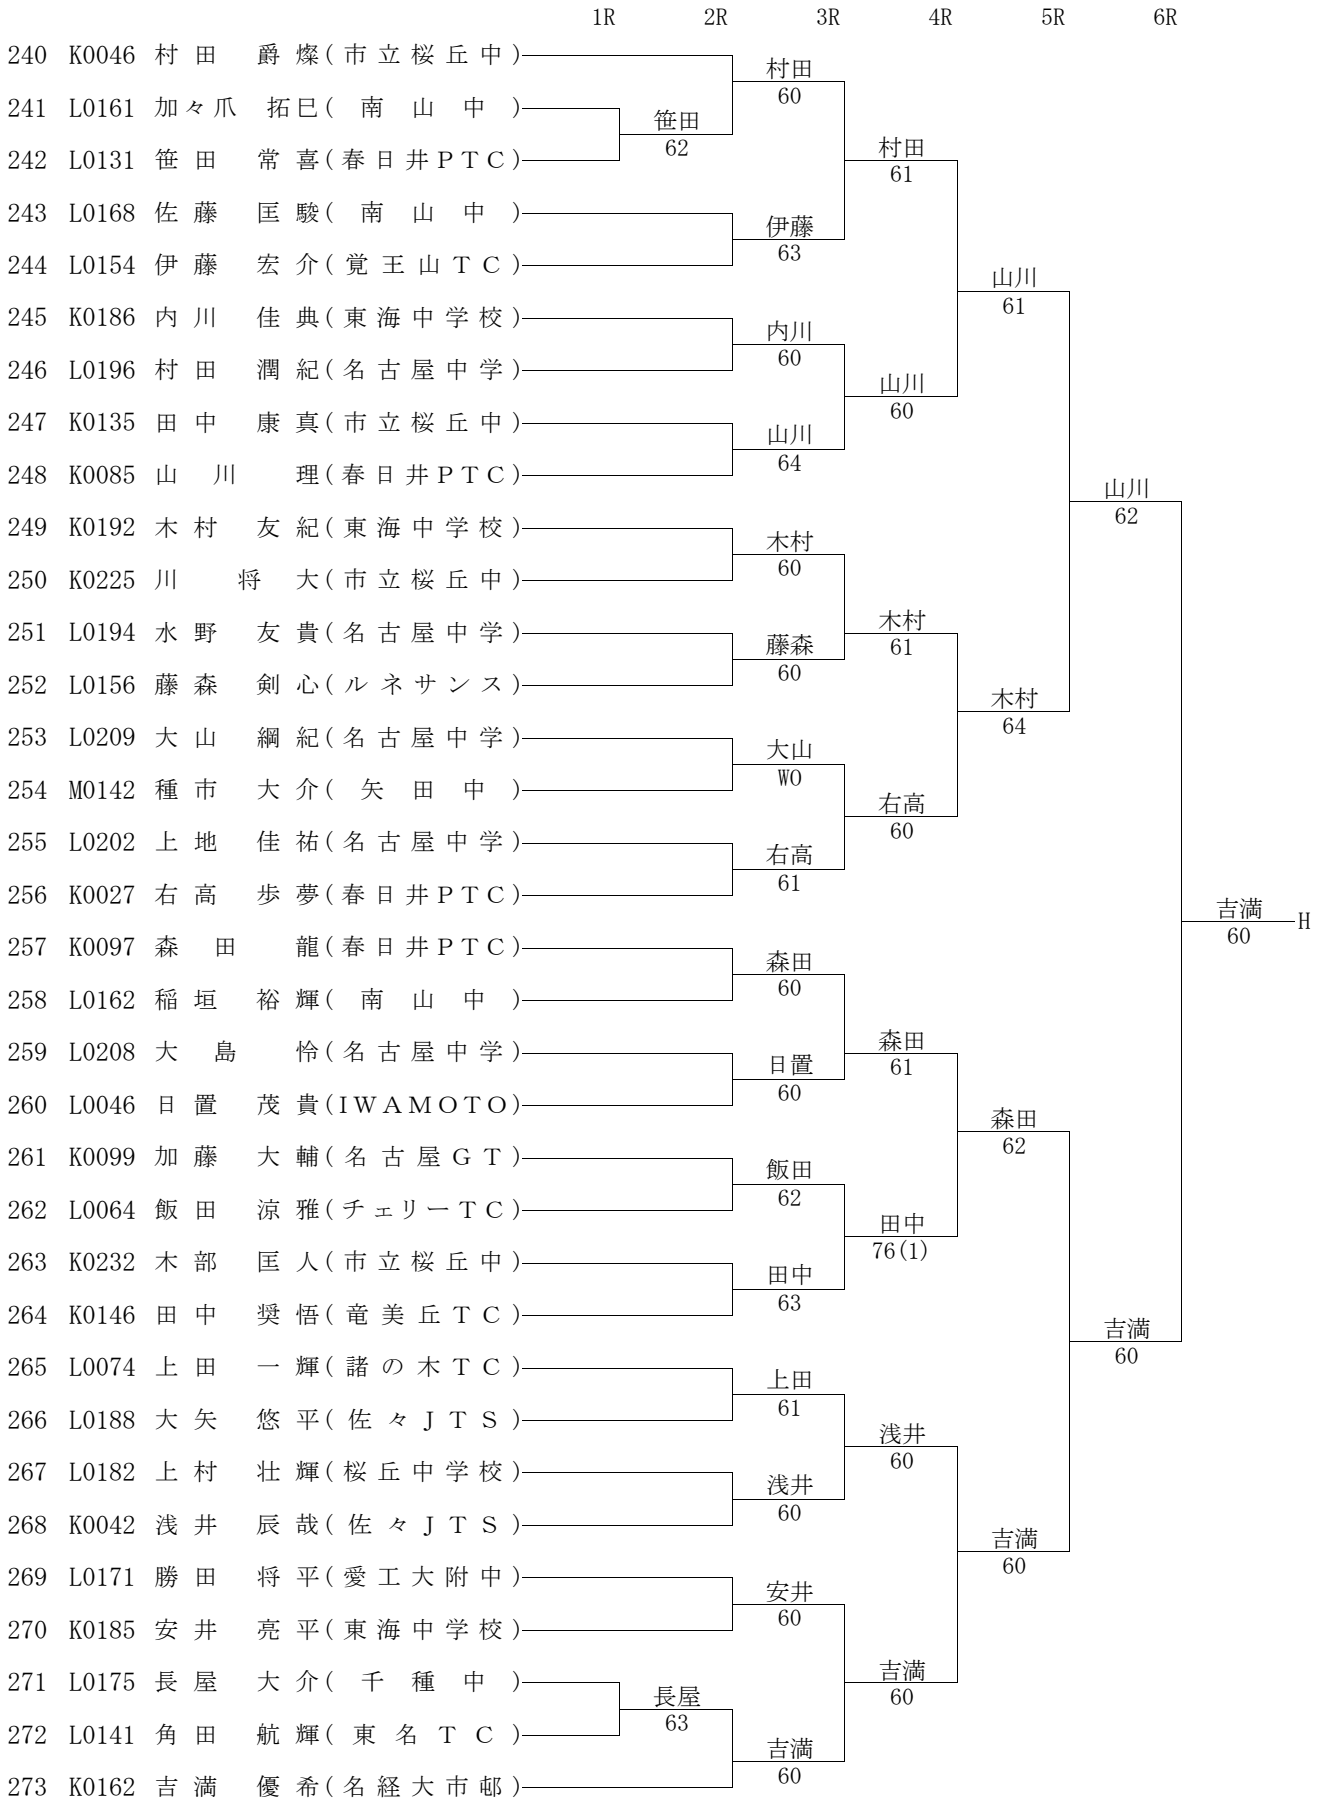 1R 2R 3R 4R 5R 6R
240 K0046 村田 爵燦(市立桜丘中)
村田
60
241 L0161 加々爪 拓巳(南山中)
笹田
62
242 L0131 笹田 常喜(春日井PTC)
村田
61
243 L0168 佐藤 匡駿(南山中)
伊藤
63
244 L0154 伊藤 宏介(覚王山TC)
山川
61
245 K0186 内川 佳典(東海中学校)
内川
60
246 L0196 村田 潤紀(名古屋中学)
山川
60
247 K0135 田中 康真(市立桜丘中)
山川
64
248 K0085 山川 理(春日井PTC)
山川
62
249 K0192 木村 友紀(東海中学校)
木村
60
250 K0225 川 将大(市立桜丘中)
251 L0194 水野 友貴(名古屋中学)
木村
61
藤森
60
252 L0156 藤森 剣心(ルネサンス)
木村
64
253 L0209 大山 綱紀(名古屋中学)
大山
WO
254 M0142 種市 大介(矢田中)
右高
60
255 L0202 上地 佳祐(名古屋中学)
右高
61
256 K0027 右高 歩夢(春日井PTC)
吉満
60
H
257 K0097 森田 龍(春日井PTC)
森田
60
258 L0162 稲垣 裕輝(南山中)
259 L0208 大島 怜(名古屋中学)
森田
61
日置
60
260 L0046 日置 茂貴(IWAMOTO)
森田
62
261 K0099 加藤 大輔(名古屋GT)
飯田
62
262 L0064 飯田 涼雅(チェリーTC)
田中
76(1)
263 K0232 木部 匡人(市立桜丘中)
田中
63
264 K0146 田中 奨悟(竜美丘TC)
吉満
60
265 L0074 上田 一輝(諸の木TC)
上田
61
266 L0188 大矢 悠平(佐々JTS)
浅井
60
267 L0182 上村 壮輝(桜丘中学校)
浅井
60
268 K0042 浅井 辰哉(佐々JTS)
吉満
60
269 L0171 勝田 将平(愛工大附中)
安井
60
270 K0185 安井 亮平(東海中学校)
吉満
60
271 L0175 長屋 大介(千種中)
長屋
63
272 L0141 角田 航輝(東名TC)
吉満
60
273 K0162 吉満 優希(名経大市邨)